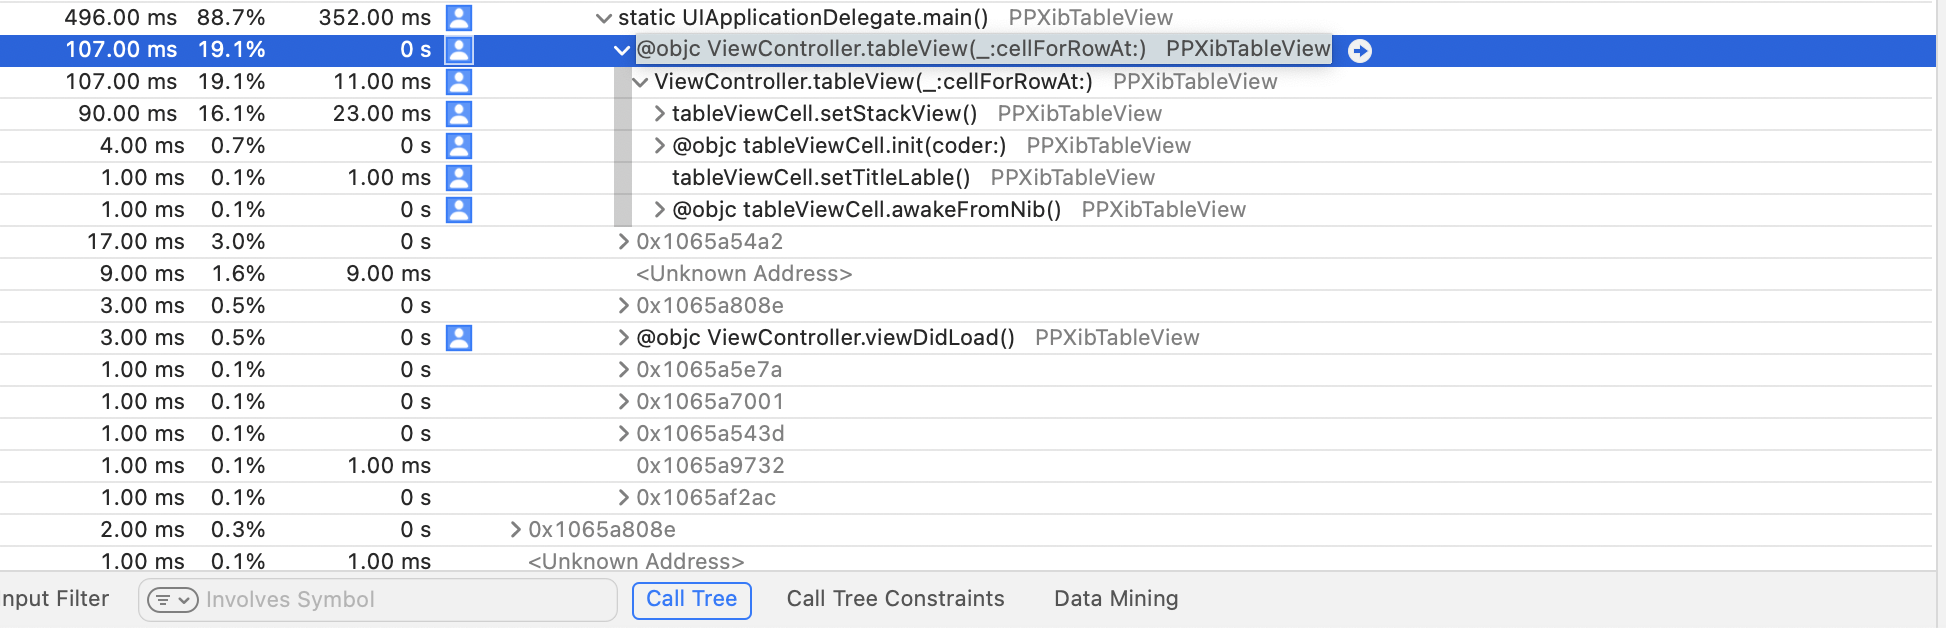 496.00 ms 88.7% 352.00 ms static UIApplicationDelegate.main() PPXibTableView
107.00 ms 19.1% 0 s @objc ViewController.tableView(_:cellForRowAt:) PPXibTableView
107.00 ms 19.1% 11.00 ms ViewController.tableView(_:cellForRowAt:) PPXibTableView
90.00 ms 16.1% 23.00 ms tableViewCell.setStackView() PPXibTableView
4.00 ms 0.7% 0 s @objc tableViewCell.init(coder:) PPXibTableView
1.00 ms 0.1% 1.00 ms tableViewCell.setTitleLable() PPXibTableView
1.00 ms 0.1% 0 s @objc tableViewCell.awakeFromNib() PPXibTableView
17.00 ms 3.0% 0 s 0x1065a54a2
9.00 ms 1.6% 9.00 ms <Unknown Address>
3.00 ms 0.5% 0 s 0x1065a808e
3.00 ms 0.5% 0 s @objc ViewController.viewDidLoad() PPXibTableView
1.00 ms 0.1% 0 s 0x1065a5e7a
1.00 ms 0.1% 0 s 0x1065a7001
1.00 ms 0.1% 0 s 0x1065a543d
1.00 ms 0.1% 1.00 ms 0x1065a9732
1.00 ms 0.1% 0 s 0x1065af2ac
2.00 ms 0.3% 0 s 0x1065a808e
1.00 ms 0.1% 1.00 ms <Unknown Address>
nput Filter Involves Symbol Call Tree Call Tree Constraints Data Mining